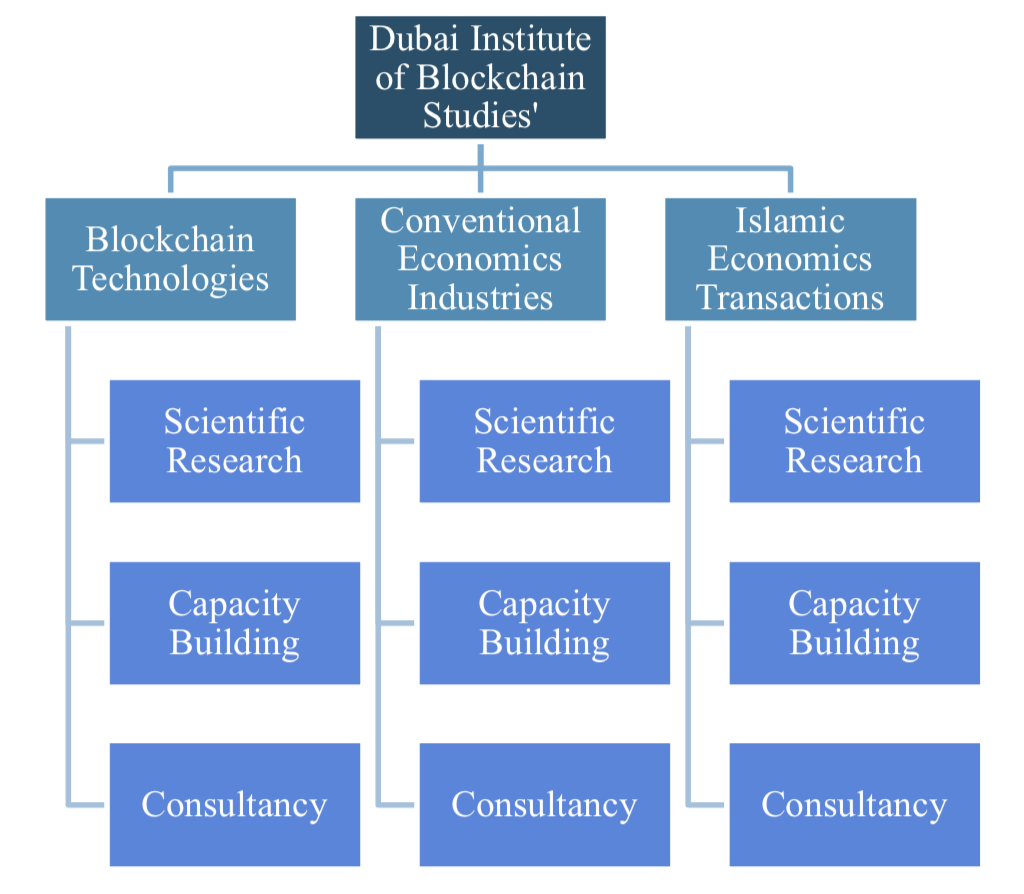 Dubai Institute
of Blockchain
Studies'
Blockchain
Technologies
Conventional
Economics
Industries
Islamic
Economics
Transactions
Scientific
Research
Scientific
Research
Scientific
Research
Capacity
Building
Capacity
Building
Capacity
Building
Consultancy
Consultancy
Consultancy